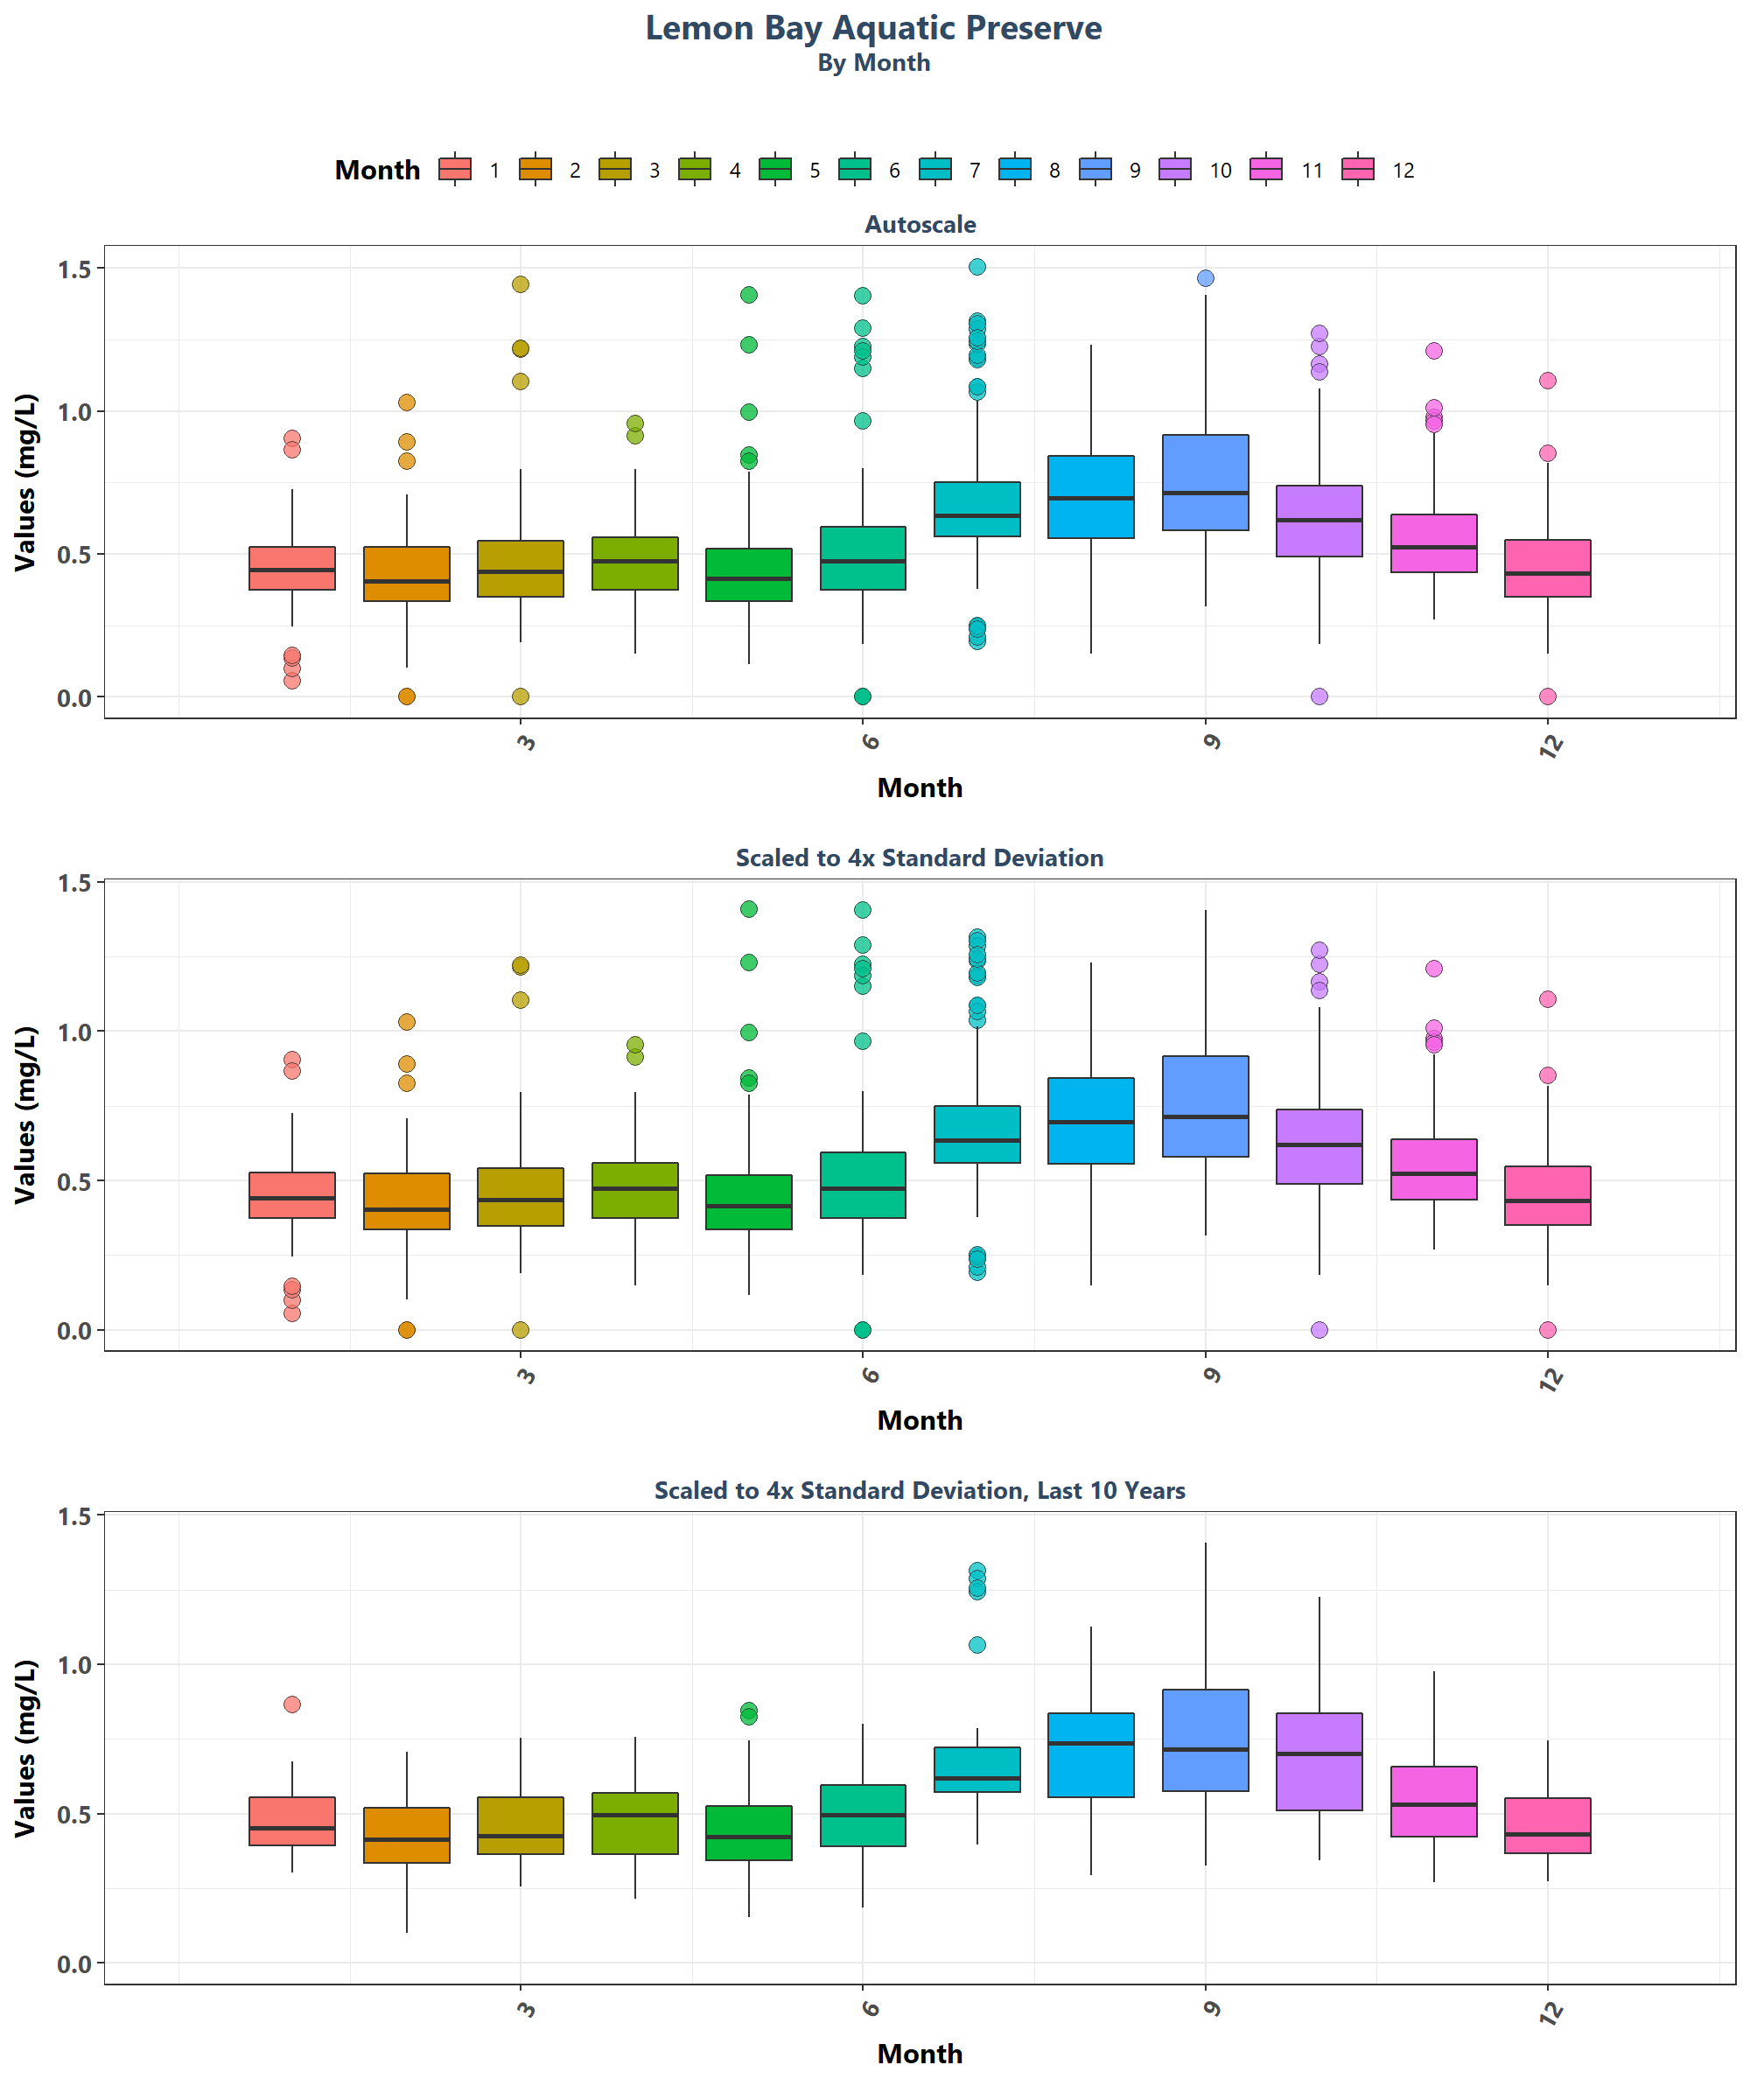 Lemon Bay Aquatic Preserve
By Month
Month 1 2 3 4 5 6 7 8 9 10 11 12
Autoscale
Values (mg/L)
1.5
1.0
0.5
0.0
3 6 9 12
Month
Scaled to 4x Standard Deviation
Values (mg/L)
1.5
1.0
0.5
0.0
3 6 9 12
Month
Scaled to 4x Standard Deviation, Last 10 Years
Values (mg/L)
1.5
1.0
0.5
0.0
3 6 9 12
Month